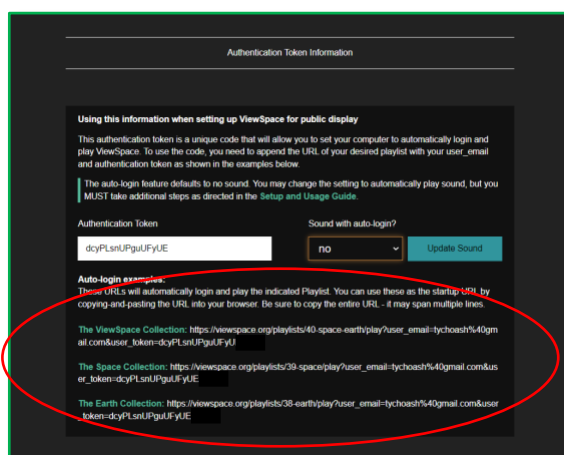 Authentication Token Information
Using this information when setting up ViewSpace for public display
This authentication token is a unique code that will allow you to set your computer to automatically login and
play ViewSpace. To use the code, you need to append the URL of your desired playlist with your user_email
and authentication token as shown in the examples below.
The auto-login feature defaults to no sound. You may change the setting to automatically play sound, but you
MUST take additional steps as directed in the Setup and Usage Guide.
Authentication Token
Sound with auto-login?
dcyPLsnUPguUFyUE
no
Update Sound
Auto-login examples:
These URLs will automatically login and play the indicated Playlist. You can use these as the startup URL by
copying-and-pasting the URL into your browser. Be sure to copy the entire URL - it may span multiple lines.
The ViewSpace Collection: https://viewspace.org/playlists/40-space-earth/play?user_email=tychoash%40gm
ail.com&user_token=dcyPLsnUPguUFyU
The Space Collection: https://viewspace.org/playlists/39-space/play?user_email=tychoash%40gmail.com&us
er_token=dcyPLsnUPguUFyUE
The Earth Collection: https://viewspace.org/playlists/38-earth/play?user_email=tychoash%40gmail.com&user
_token=dcyPLsnUPguUFyUE